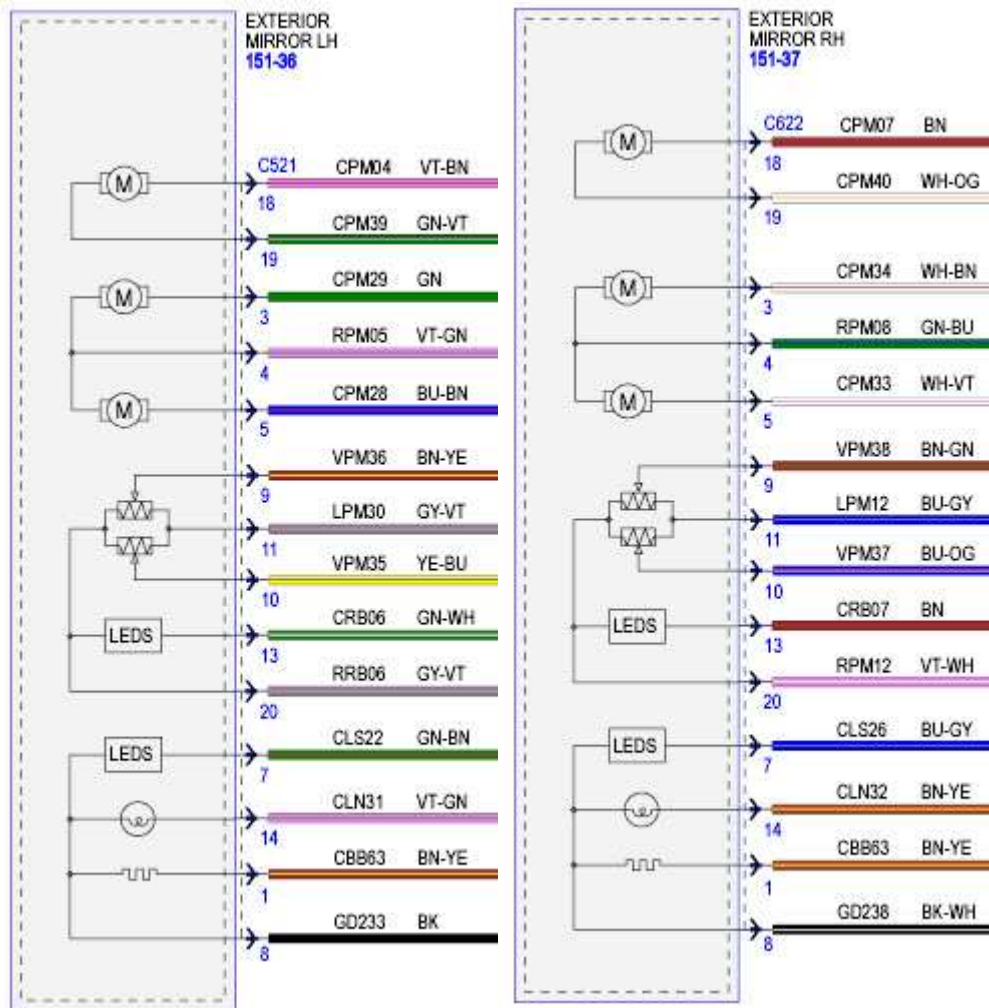 EXTERIOR
MIRROR LH
151-36
C521 CPM04 VT-BN
18
M
CPM39 GN-VT
19
CPM29 GN
M
3
RPM05 VT-GN
4
CPM28 BU-BN
M
5
VPM36 BN-YE
9
LPM30 GY-VT
11
VPM35 YE-BU
10
CRB06 GN-WH
LEDS
13
RRB06 GY-VT
20
CLS22 GN-BN
LEDS
7
CLN31 VT-GN
14
CBB63 BN-YE
1
GD233 BK
8
EXTERIOR
MIRROR RH
151-37
C622 CPM07 BN
M
18
CPM40 WH-OG
19
CPM34 WH-BN
M
3
RPM08 GN-BU
4
CPM33 WH-VT
M
5
VPM38 BN-GN
9
LPM12 BU-GY
11
VPM37 BU-OG
10
CRB07 BN
LEDS
13
RPM12 VT-WH
20
CLS26 BU-GY
LEDS
7
CLN32 BN-YE
14
CBB63 BN-YE
1
GD238 BK-WH
8